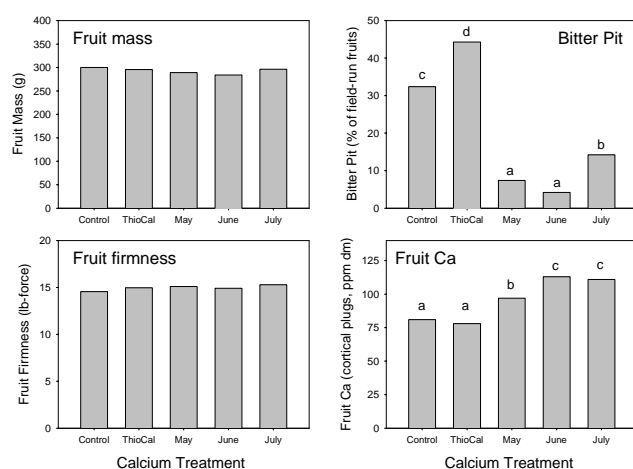 Fruit mass
Fruit Mass (g)
400
350
300
250
200
150
100
50
0
Control ThioCal May June July
Bitter Pit
Bitter Pit (% of field-run fruits)
50
40
30
20
10
0
c
d
a
a
b
Control ThioCal May June July
Fruit firmness
Fruit Firmness (lb-force)
20
15
10
5
0
Control ThioCal May June July
Calcium Treatment
Fruit Ca
Fruit Ca (cortical plugs, ppm dm)
125
100
75
50
25
0
a
a
b
c
c
Control ThioCal May June July
Calcium Treatment